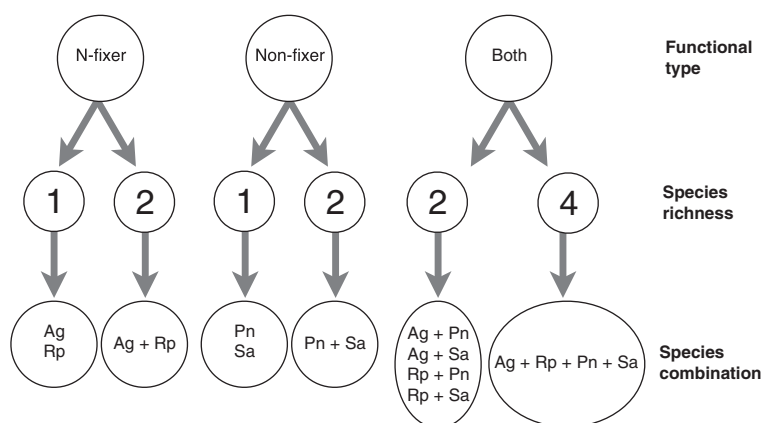 N-fixer
Non-fixer
Both
Functional
type
1
2
1
2
2
4
Species
richness
Ag
Rp
Ag + Rp
Pn
Sa
Pn + Sa
Ag + Pn
Ag + Sa
Rp + Pn
Rp + Sa
Ag + Rp + Pn + Sa
Species
combination